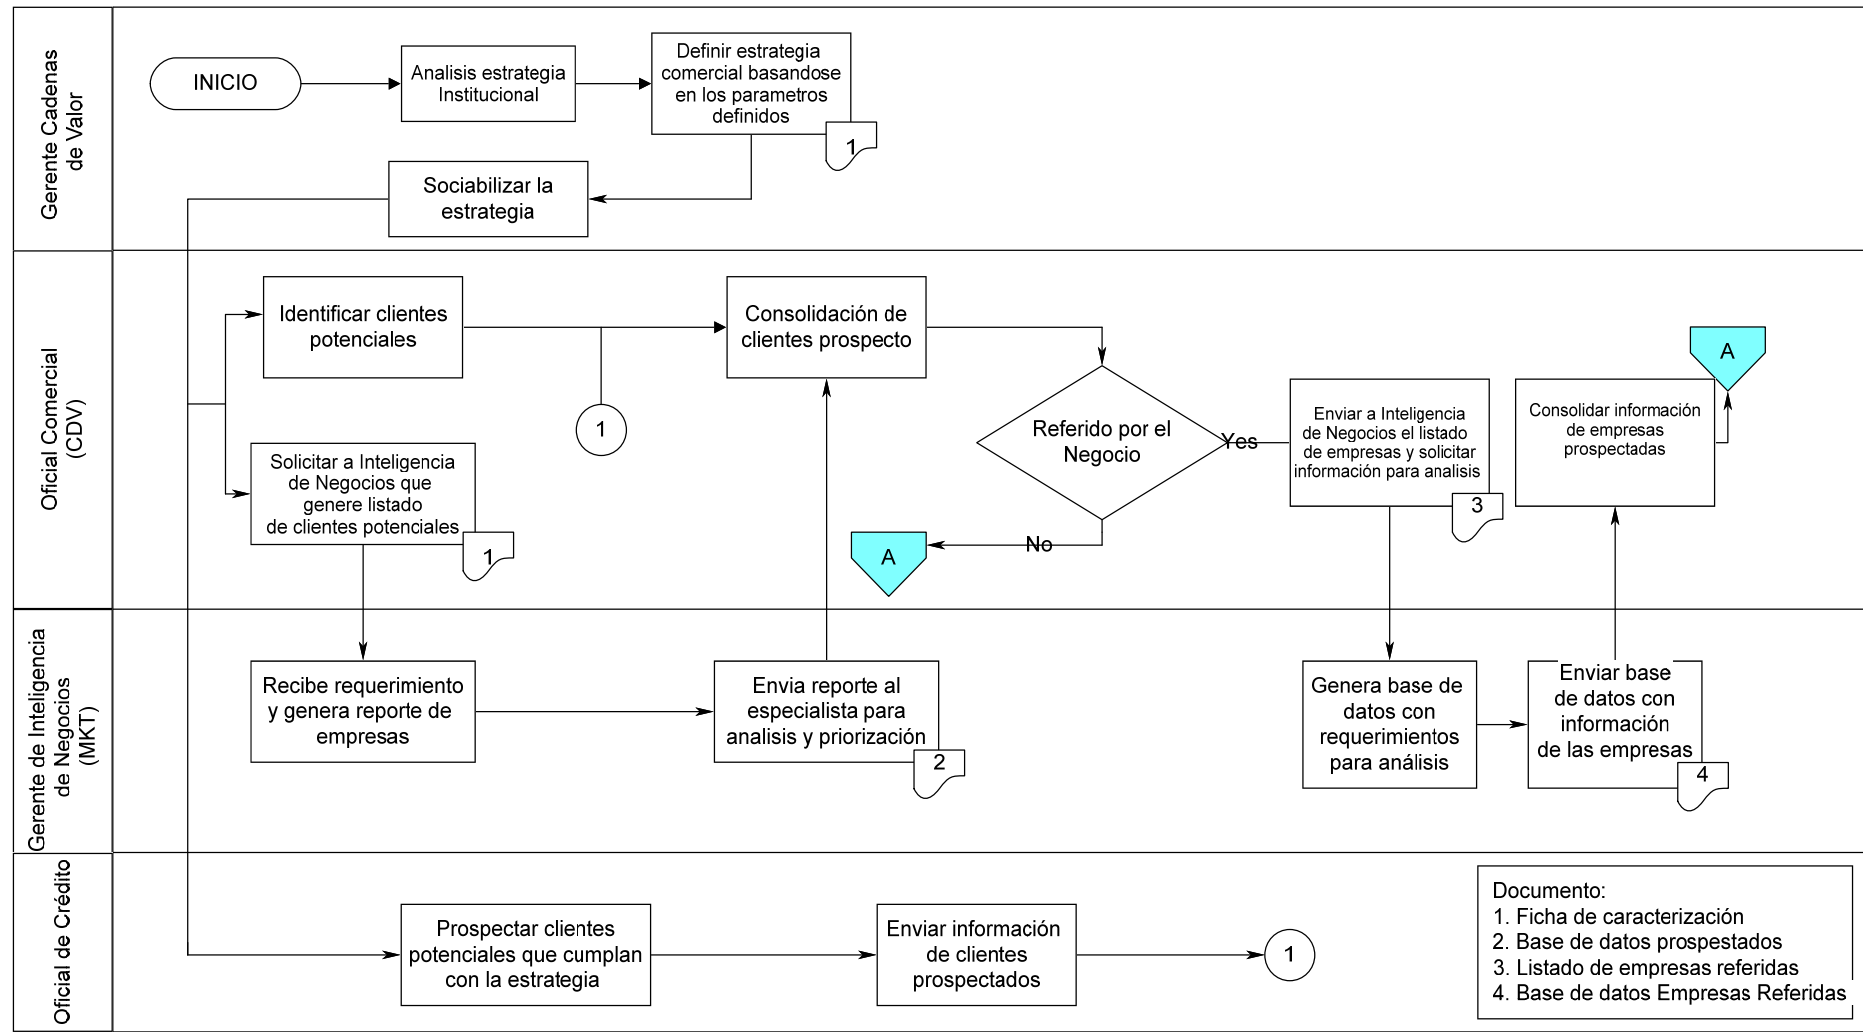 Gerente Cadenas
de Valor
INICIO
Analisis estrategia
Institucional
Definir estrategia
comercial basandose
en los parametros
definidos
1
Sociabilizar la
estrategia
Oficial Comercial
(CDV)
Identificar clientes
potenciales
1
Solicitar a Inteligencia
de Negocios que
genere listado
de clientes potenciales
1
Consolidación de
clientes prospecto
Referido por el
Negocio
Yes
No
A
Enviar a Inteligencia
de Negocios el listado
de empresas y solicitar
información para analisis
3
Consolidar información
de empresas
prospectadas
A
Gerente de Inteligencia
de Negocios
(MKT)
Recibe requerimiento
y genera reporte de
empresas
Envia reporte al
especialista para
analisis y priorización
2
Genera base de
datos con
requerimientos
para análisis
Enviar base
de datos con
información
de las empresas
4
Oficial de Crédito
Prospectar clientes
potenciales que cumplan
con la estrategia
Enviar información
de clientes
prospectados
1
Documento:
1. Ficha de caracterización
2. Base de datos prospestados
3. Listado de empresas referidas
4. Base de datos Empresas Referidas